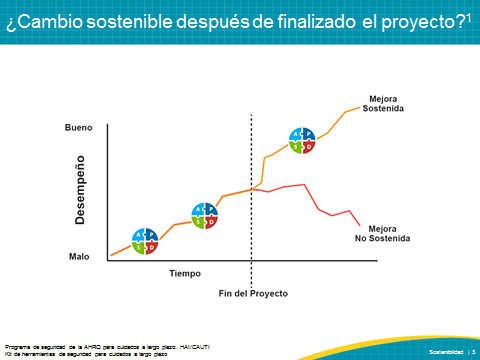 ¿Cambio sostenible después de finalizado el proyecto?¹
Mejora
Sostenida
Bueno
Desempeño
Malo
A P
S D
A P
S D
A P
S D
Mejora
No Sostenida
Tiempo
Fin del Proyecto
Programa de seguridad de la AHRG para cuidados a largo plazo: HAI/CAUTI
Kit de herramientas de seguridad para cuidados a largo plazo
Sostenibilidad | 3